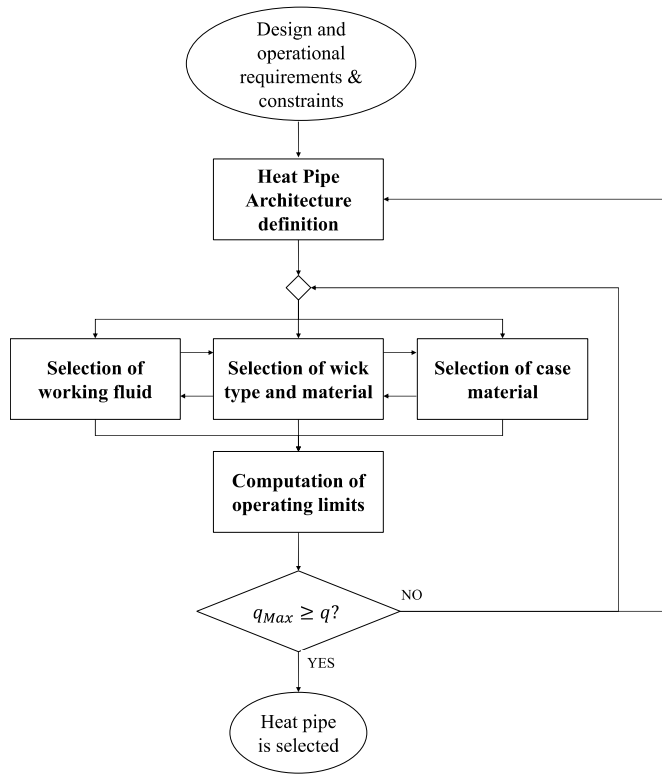 Design and
operational
requirements &
constraints
Heat Pipe
Architecture
definition
Selection of
working fluid
Selection of wick
type and material
Selection of case
material
Computation of
operating limits
q_Max ≥ q?
NO
YES
Heat pipe
is selected